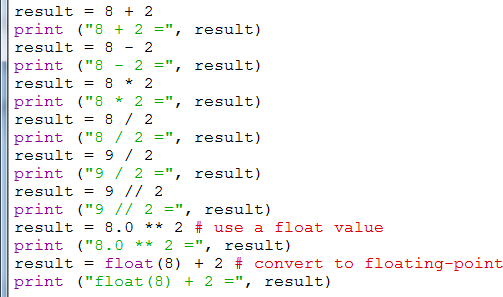 result = 8 + 2
print ("8 + 2 =", result)
result = 8 - 2
print ("8 - 2 =", result)
result = 8 * 2
print ("8 * 2 =", result)
result = 8 / 2
print ("8 / 2 =", result)
result = 9 / 2
print ("9 / 2 =", result)
result = 9 // 2
print ("9 // 2 =", result)
result = 8.0 ** 2 # use a float value
print ("8.0 ** 2 =", result)
result = float(8) + 2 # convert to floating-point
print ("float(8) + 2 =", result)